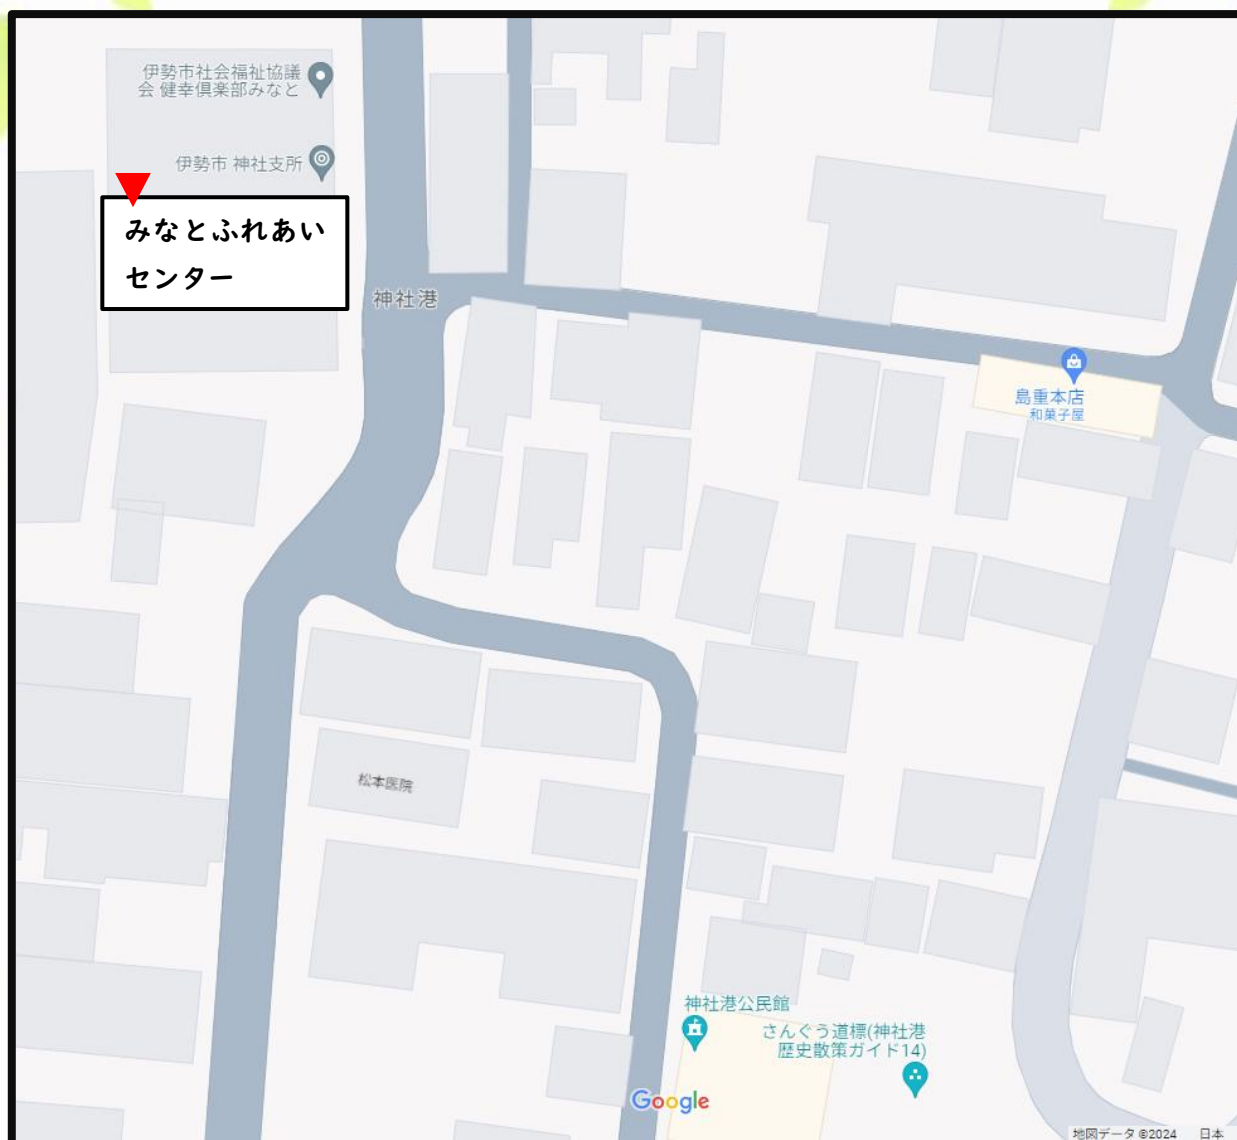 伊勢市社会福祉協議
会 健幸倶楽部みなと
伊勢市 神社支所
みなとふれあい
センター
神社港
島重本店
和菓子屋
松本医院
神社港公民館
さんぐう道標(神社港
歴史散策ガイド14)
Google
地図データ ©2024 日本